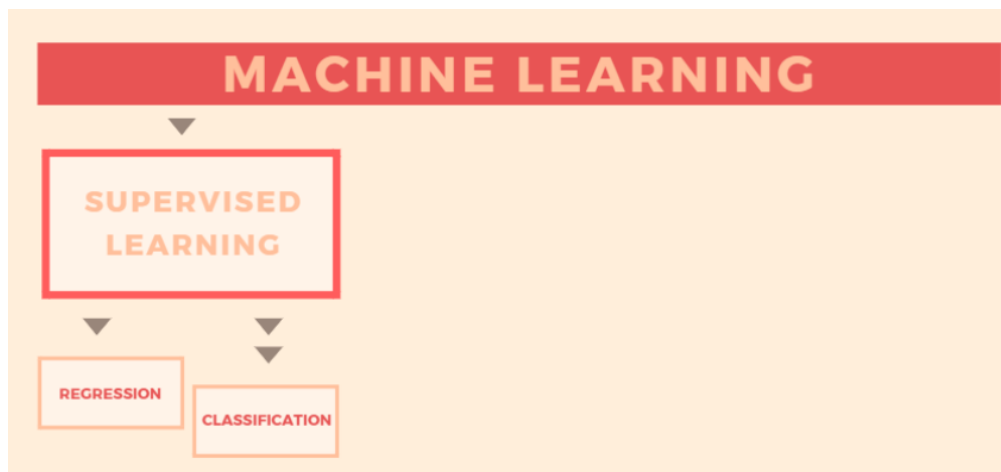 MACHINE LEARNING
SUPERVISED
LEARNING
REGRESSION
CLASSIFICATION